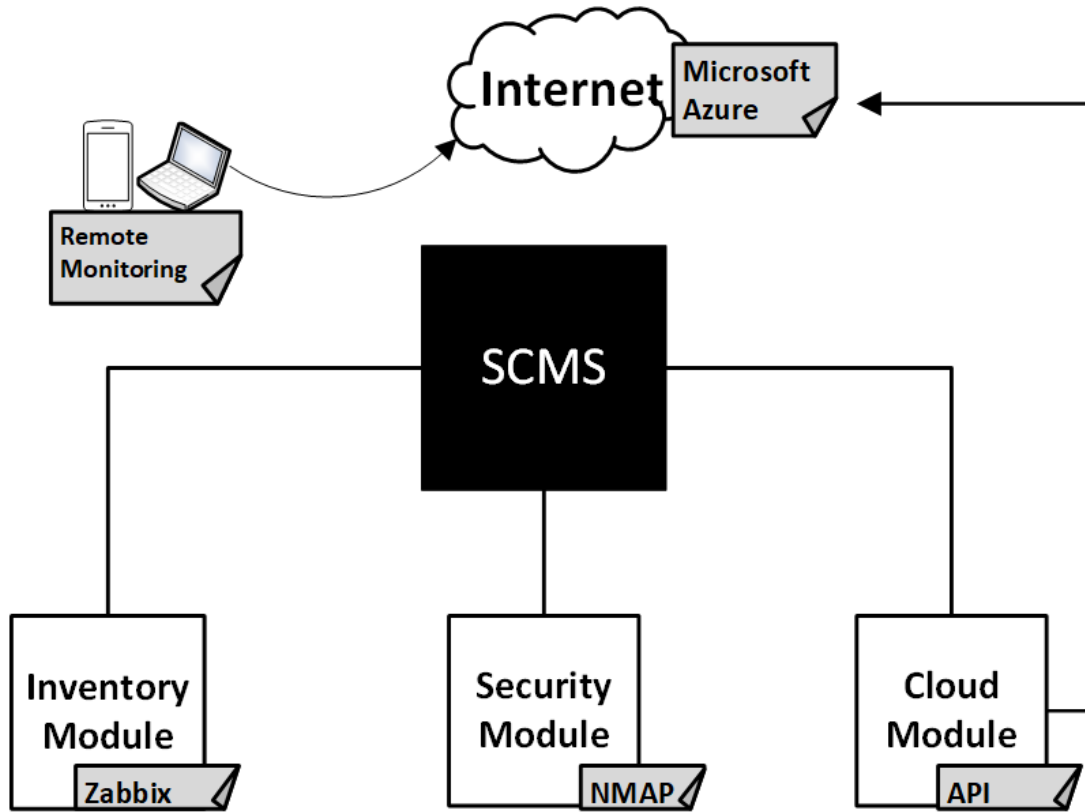 Internet
Microsoft
Azure
Remote
Monitoring
SCMS
Inventory
Module
Zabbix
Security
Module
NMAP
Cloud
Module
API